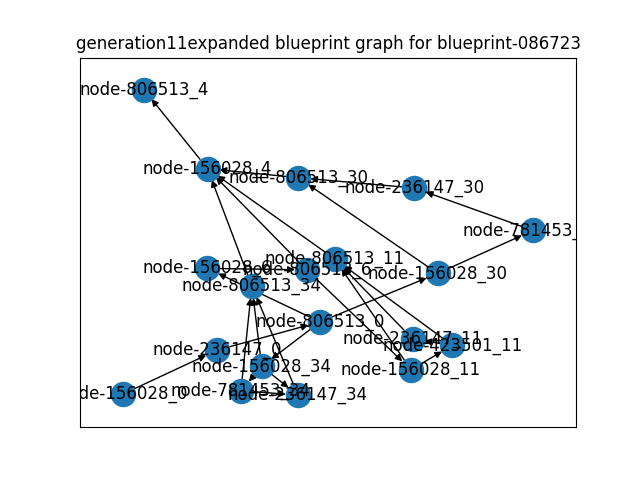 generation11expanded blueprint graph for blueprint-086723
node-806513_4
node-156028_4
node-806513_30
node-236147_30
node-781453_
node-806513_11
node-156028_6
node-806513_6
node-156028_30
node-806513_34
node-806513_0
node-236147_11
node-423501_11
node-236147_0
node-156028_34
node-156028_11
node-781453_34
node-236147_34
de-156028_0